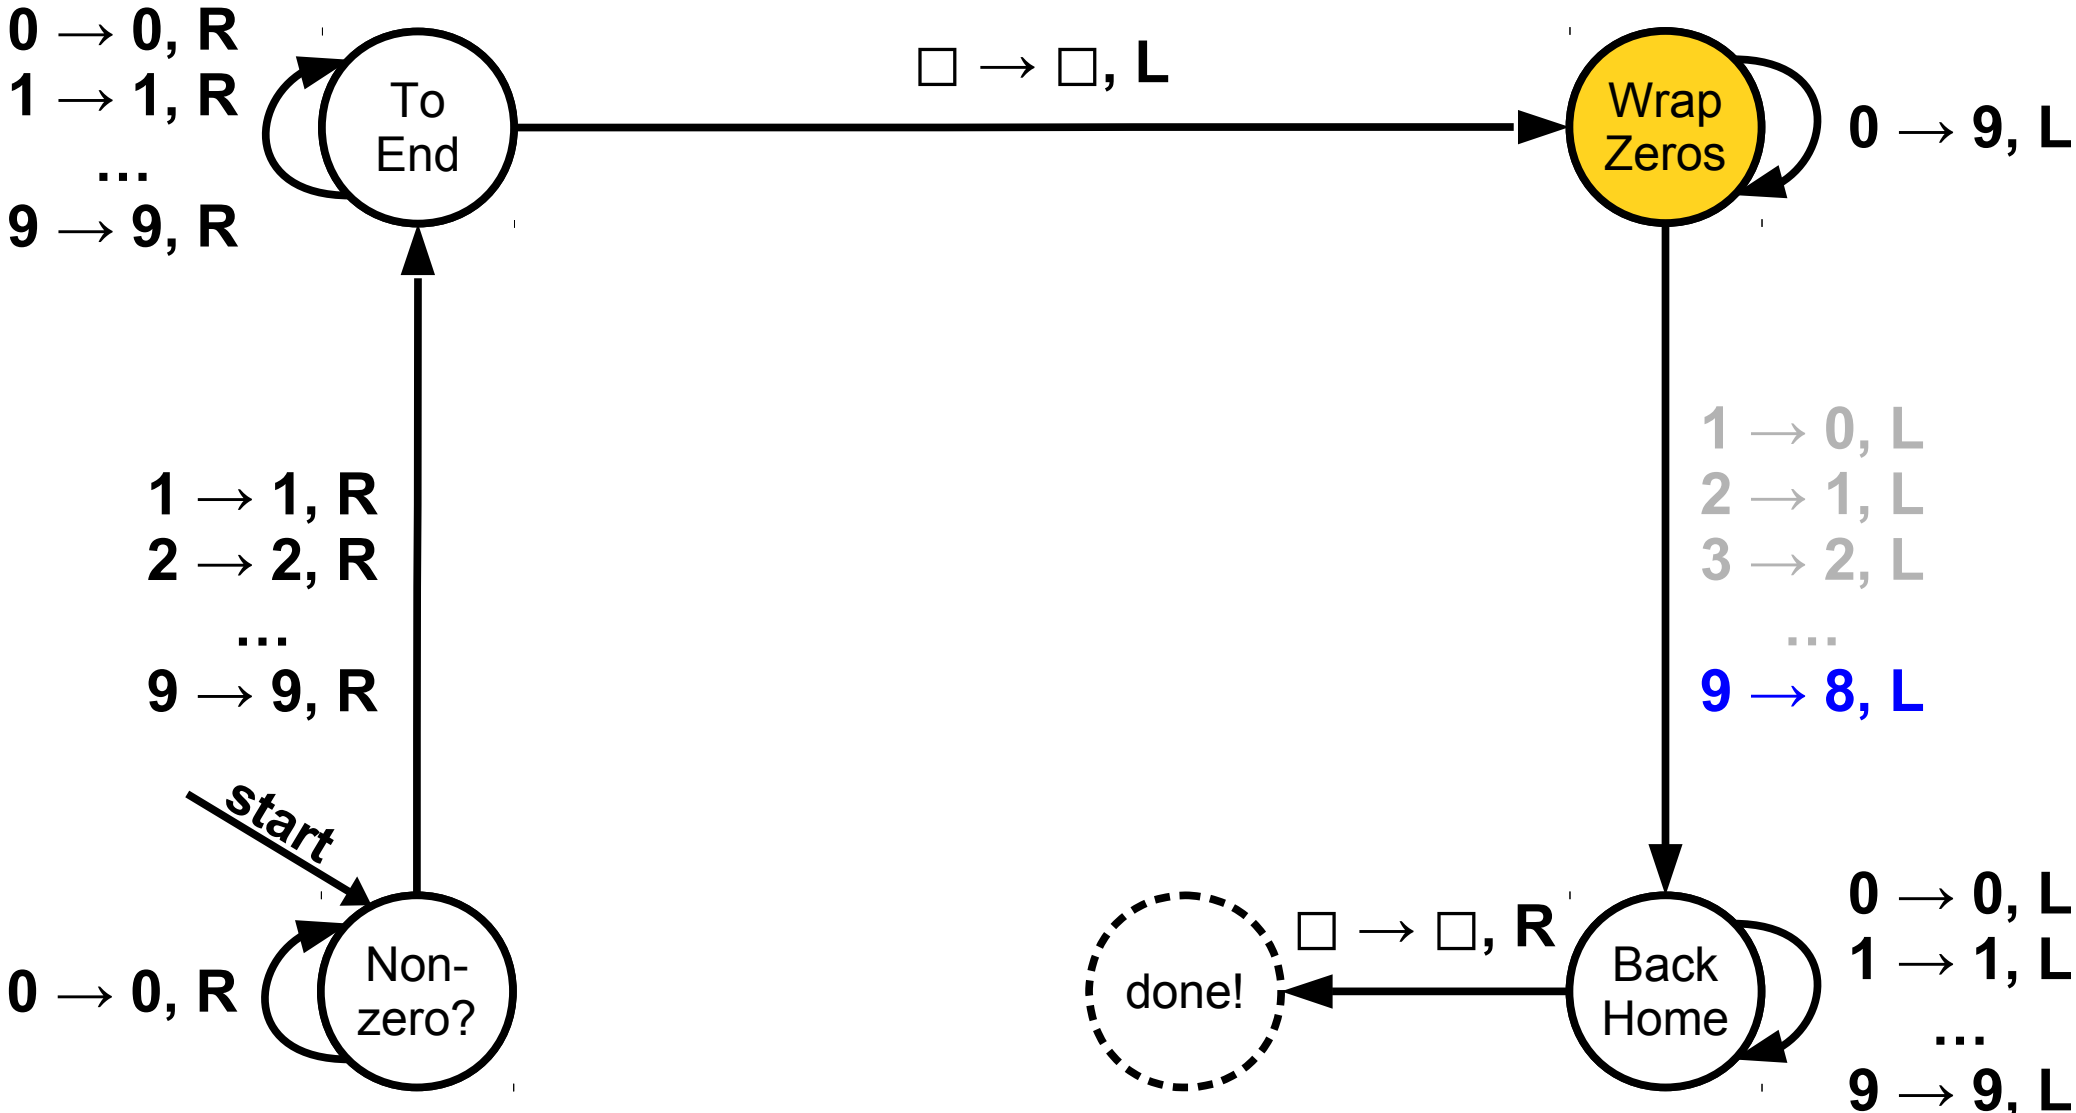 0 → 0, R
1 → 1, R
…
9 → 9, R
To
End
□ → □, L
Wrap
Zeros
0 → 9, L
1 → 1, R
2 → 2, R
…
9 → 9, R
1 → 0, L
2 → 1, L
3 → 2, L
…
9 → 8, L
start
0 → 0, R
Non-
zero?
done!
□ → □, R
Back
Home
0 → 0, L
1 → 1, L
…
9 → 9, L